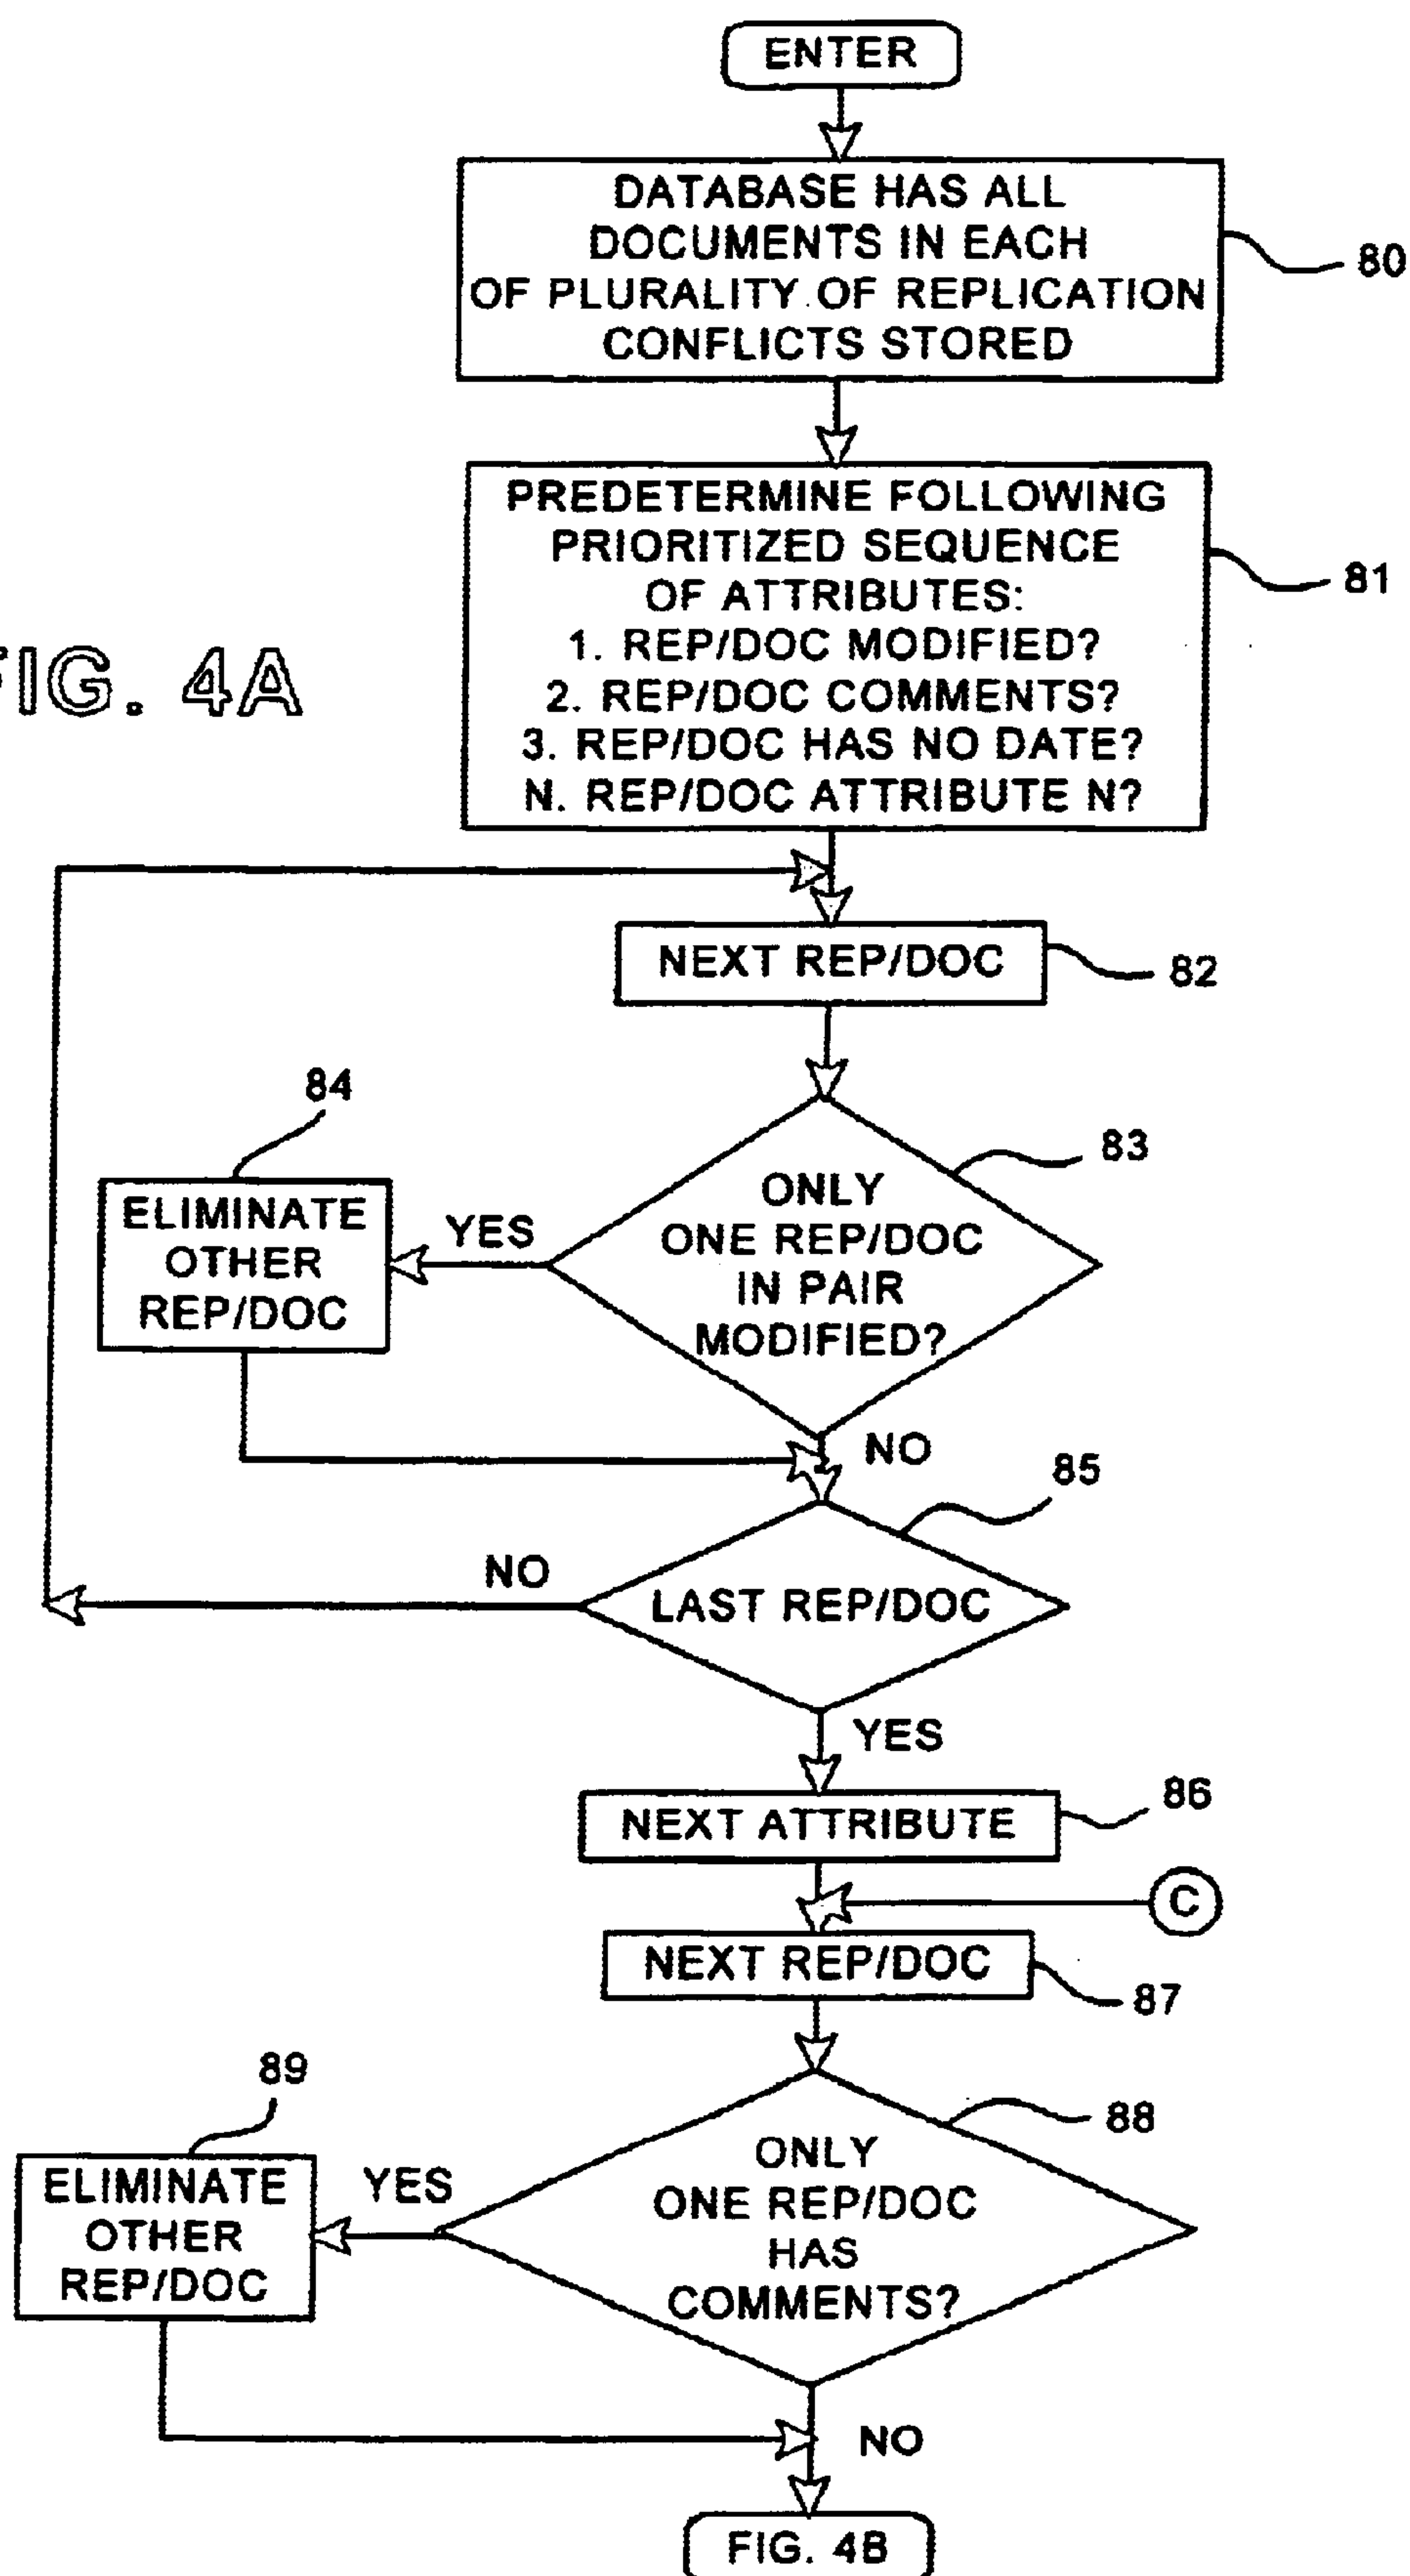 ENTER
DATABASE HAS ALL
DOCUMENTS IN EACH
OF PLURALITY OF REPLICATION
CONFLICTS STORED
80
PREDETERMINE FOLLOWING
PRIORITIZED SEQUENCE
OF ATTRIBUTES:
1. REP/DOC MODIFIED?
2. REP/DOC COMMENTS?
3. REP/DOC HAS NO DATE?
N. REP/DOC ATTRIBUTE N?
81
FIG. 4A
NEXT REP/DOC
82
84
ELIMINATE
OTHER
REP/DOC
YES
ONLY
ONE REP/DOC
IN PAIR
MODIFIED?
83
NO
85
NO
LAST REP/DOC
YES
NEXT ATTRIBUTE
86
C
NEXT REP/DOC
87
89
ELIMINATE
OTHER
REP/DOC
YES
ONLY
ONE REP/DOC
HAS
COMMENTS?
88
NO
FIG. 4B